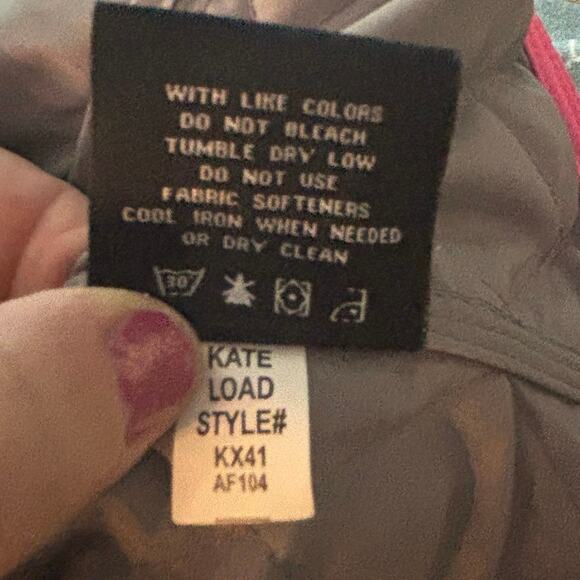 WITH LIKE COLORS
DO NOT BLEACH
TUMBLE DRY LOW
DO NOT USE
FABRIC SOFTENERS
COOL IRON WHEN NEEDED
OR DRY CLEAN
30
KATE
LOAD
STYLE#
KX41
AF104